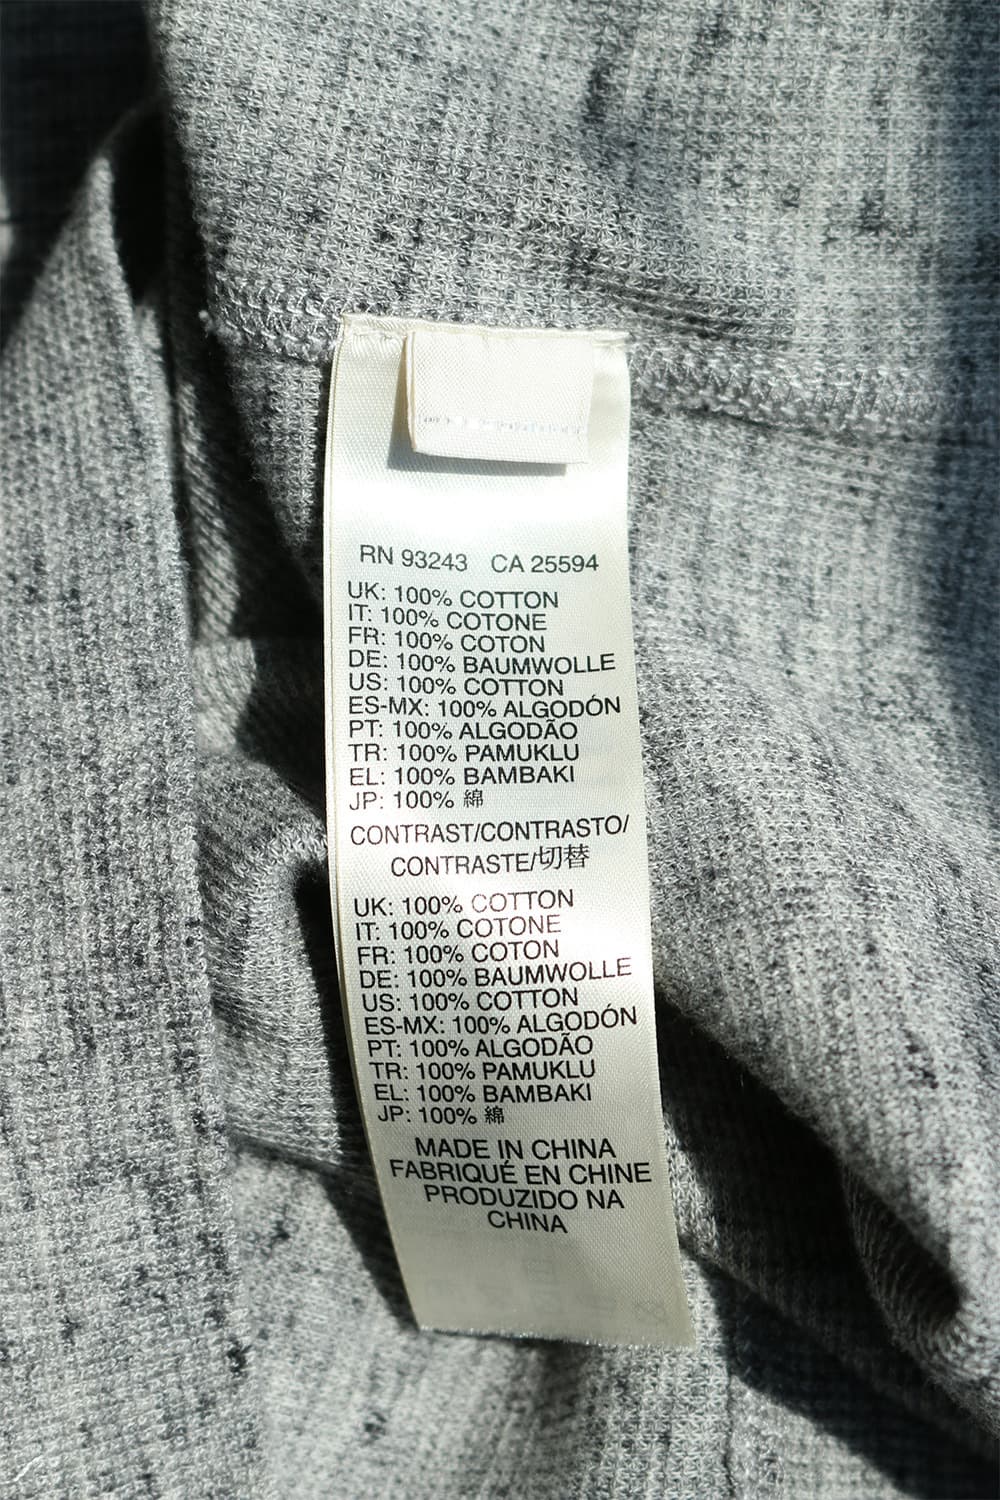 RN 93243 CA 25594
UK: 100% COTTON
IT: 100% COTONE
FR: 100% COTON
DE: 100% BAUMWOLLE
US: 100% COTTON
ES-MX: 100% ALGODÓN
PT: 100% ALGODÃO
TR: 100% PAMUKLU
EL: 100% BAMBAKI
JP: 100% 綿
CONTRAST/CONTRASTO/
CONTRASTE/切替
UK: 100% COTTON
IT: 100% COTONE
FR: 100% COTON
DE: 100% BAUMWOLLE
US: 100% COTTON
ES-MX: 100% ALGODÓN
PT: 100% ALGODÃO
TR: 100% PAMUKLU
EL: 100% BAMBAKI
JP: 100% 綿
MADE IN CHINA
FABRIQUÉ EN CHINE
PRODUZIDO NA
CHINA